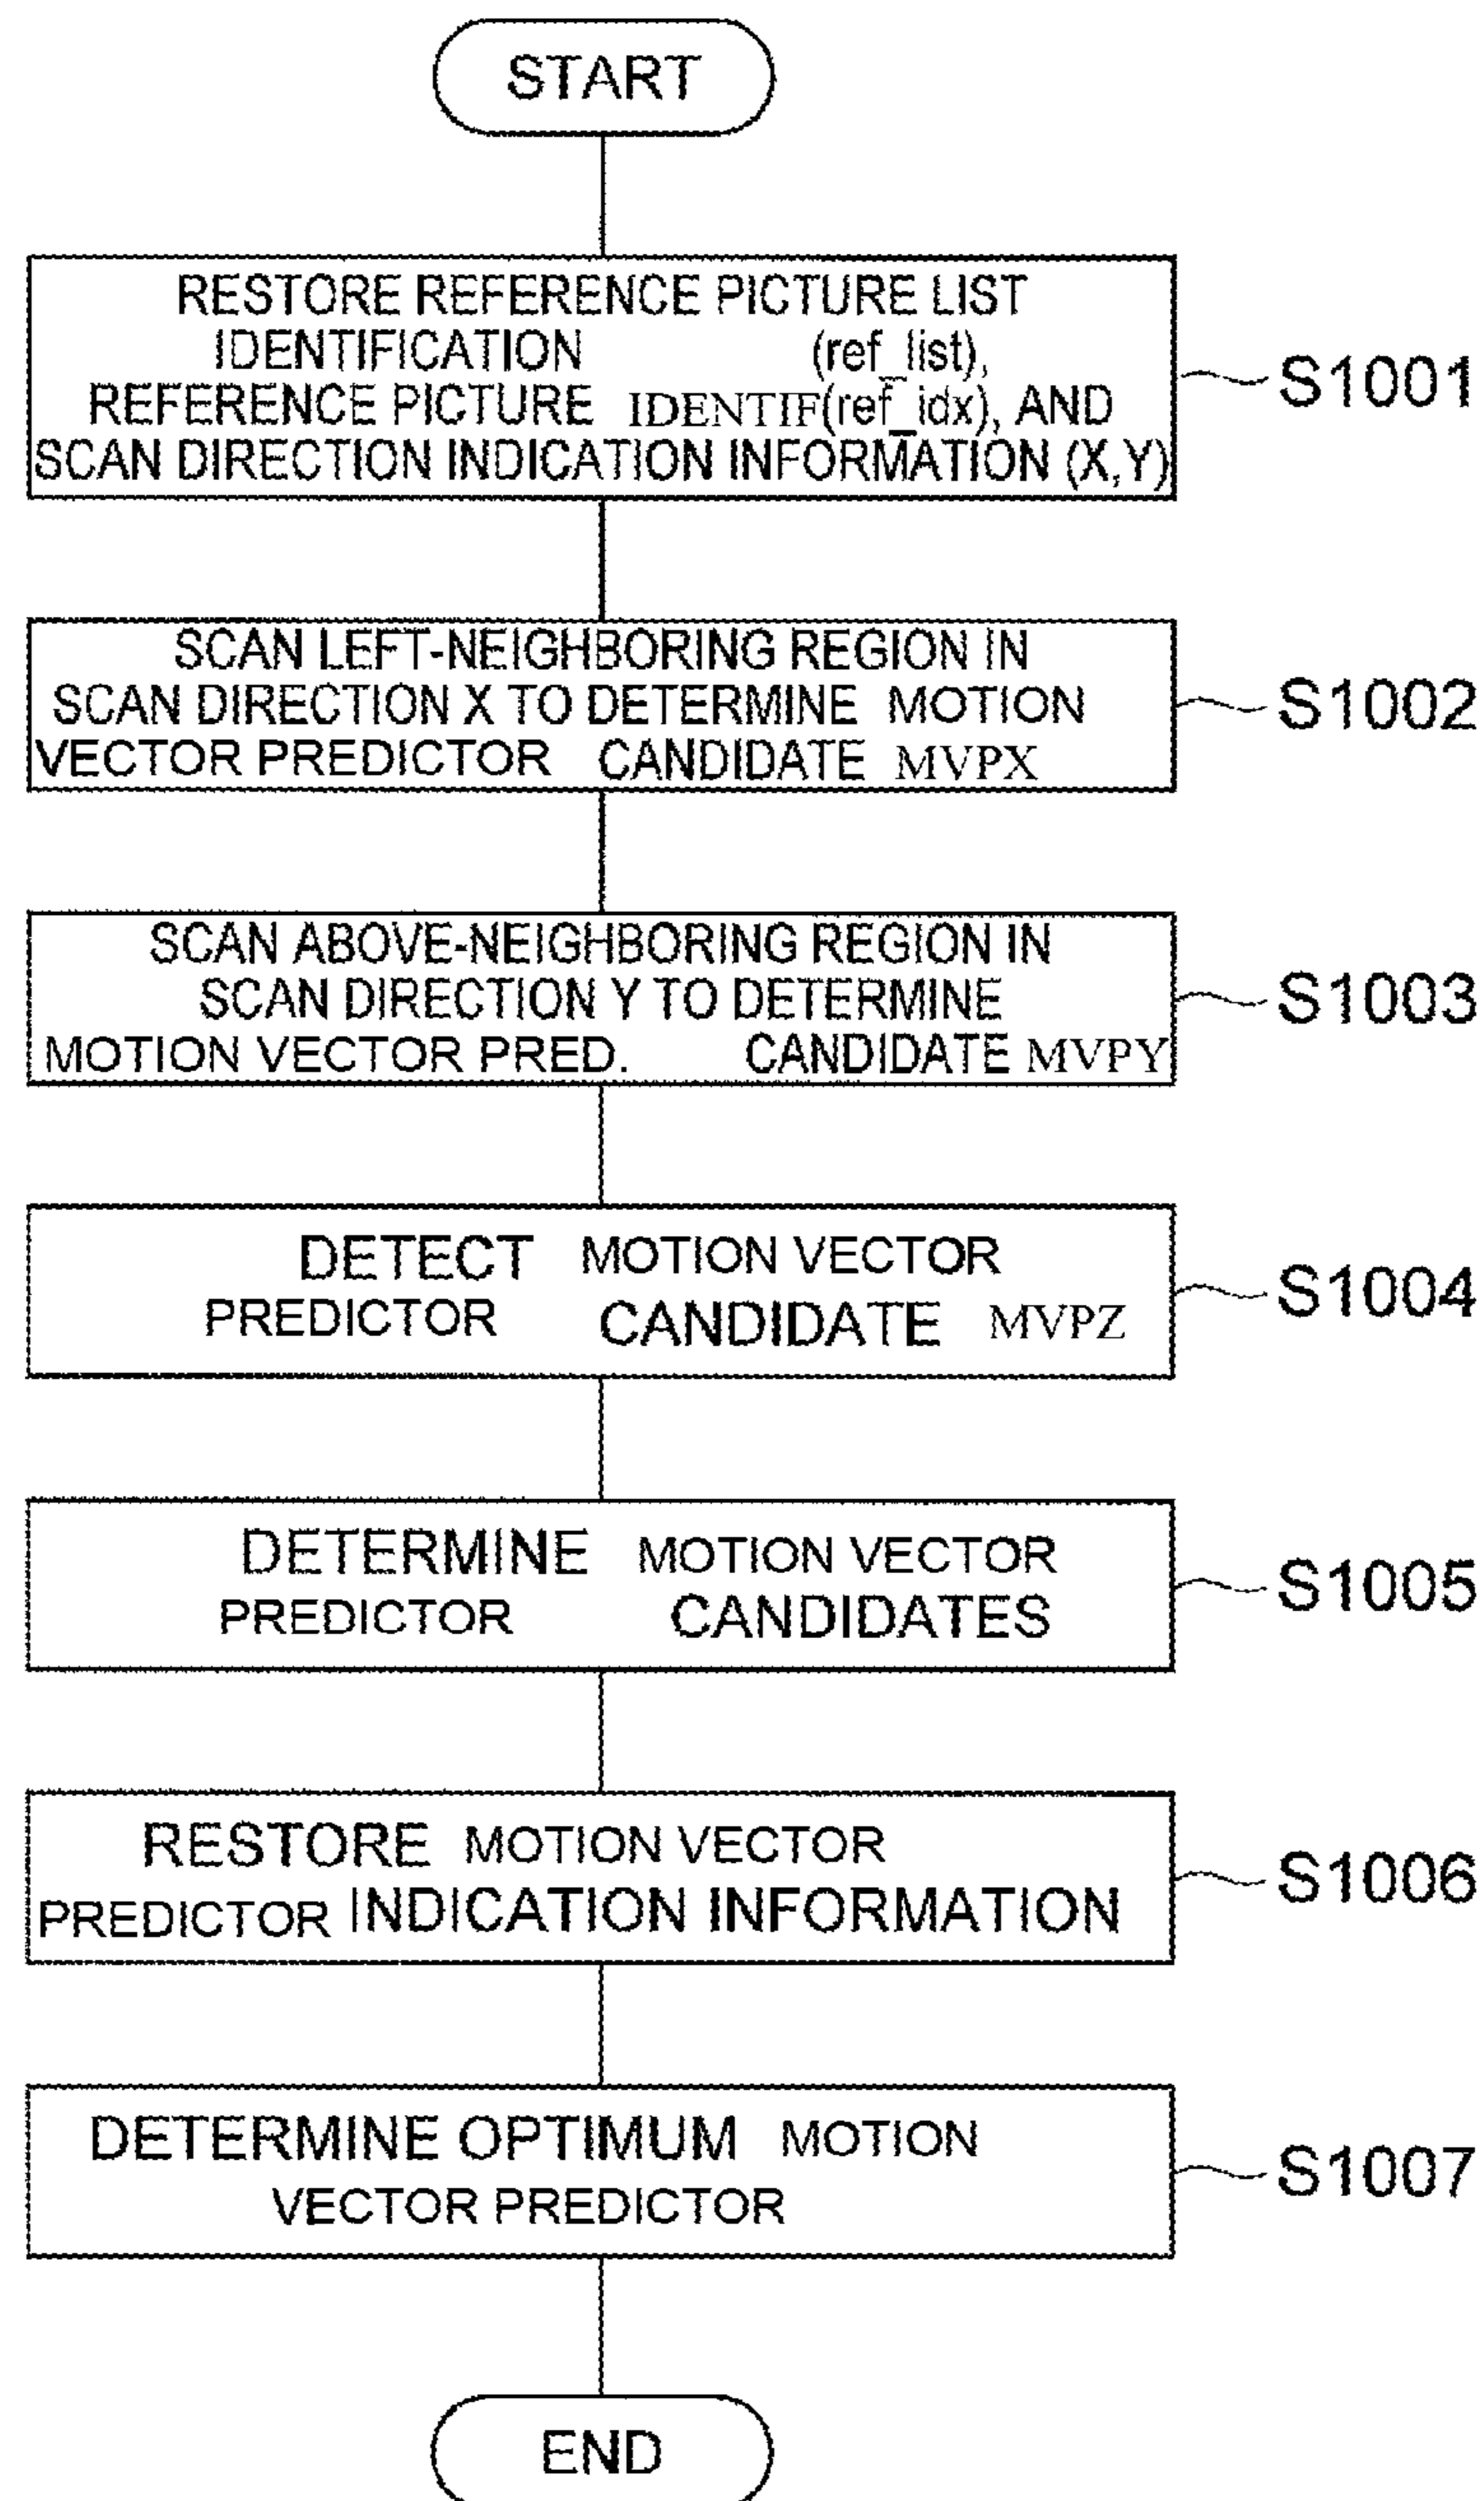 START
RESTORE REFERENCE PICTURE LIST
IDENTIFICATION (ref_list),
REFERENCE PICTURE IDENTIF(ref_idx), AND
SCAN DIRECTION INDICATION INFORMATION (X,Y)
S1001
SCAN LEFT-NEIGHBORING REGION IN
SCAN DIRECTION X TO DETERMINE MOTION
VECTOR PREDICTOR CANDIDATE MVPX
S1002
SCAN ABOVE-NEIGHBORING REGION IN
SCAN DIRECTION Y TO DETERMINE
MOTION VECTOR PRED. CANDIDATE MVPY
S1003
DETECT MOTION VECTOR
PREDICTOR CANDIDATE MVPZ
S1004
DETERMINE MOTION VECTOR
PREDICTOR CANDIDATES
S1005
RESTORE MOTION VECTOR
PREDICTOR INDICATION INFORMATION
S1006
DETERMINE OPTIMUM MOTION
VECTOR PREDICTOR
S1007
END